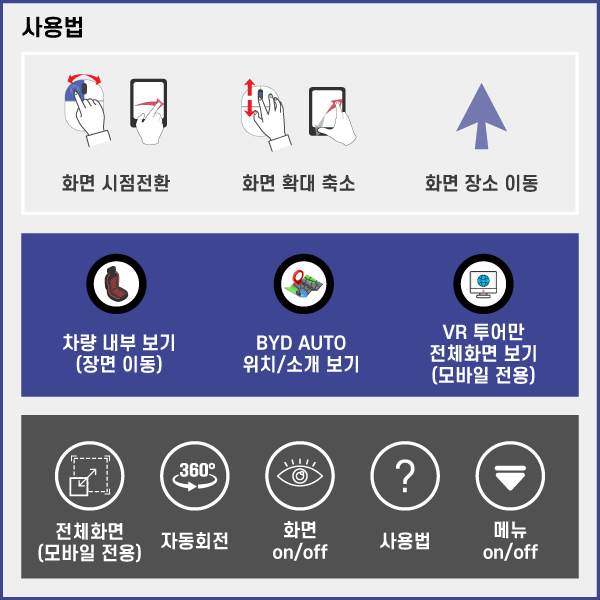 사용법
화면 시점전환
화면 확대 축소
화면 장소 이동
차량 내부 보기
(장면 이동)
BYD AUTO
위치/소개 보기
VR 투어만
전체화면 보기
(모바일 전용)
전체화면
(모바일 전용)
360°
자동회전
화면
on/off
?
사용법
메뉴
on/off